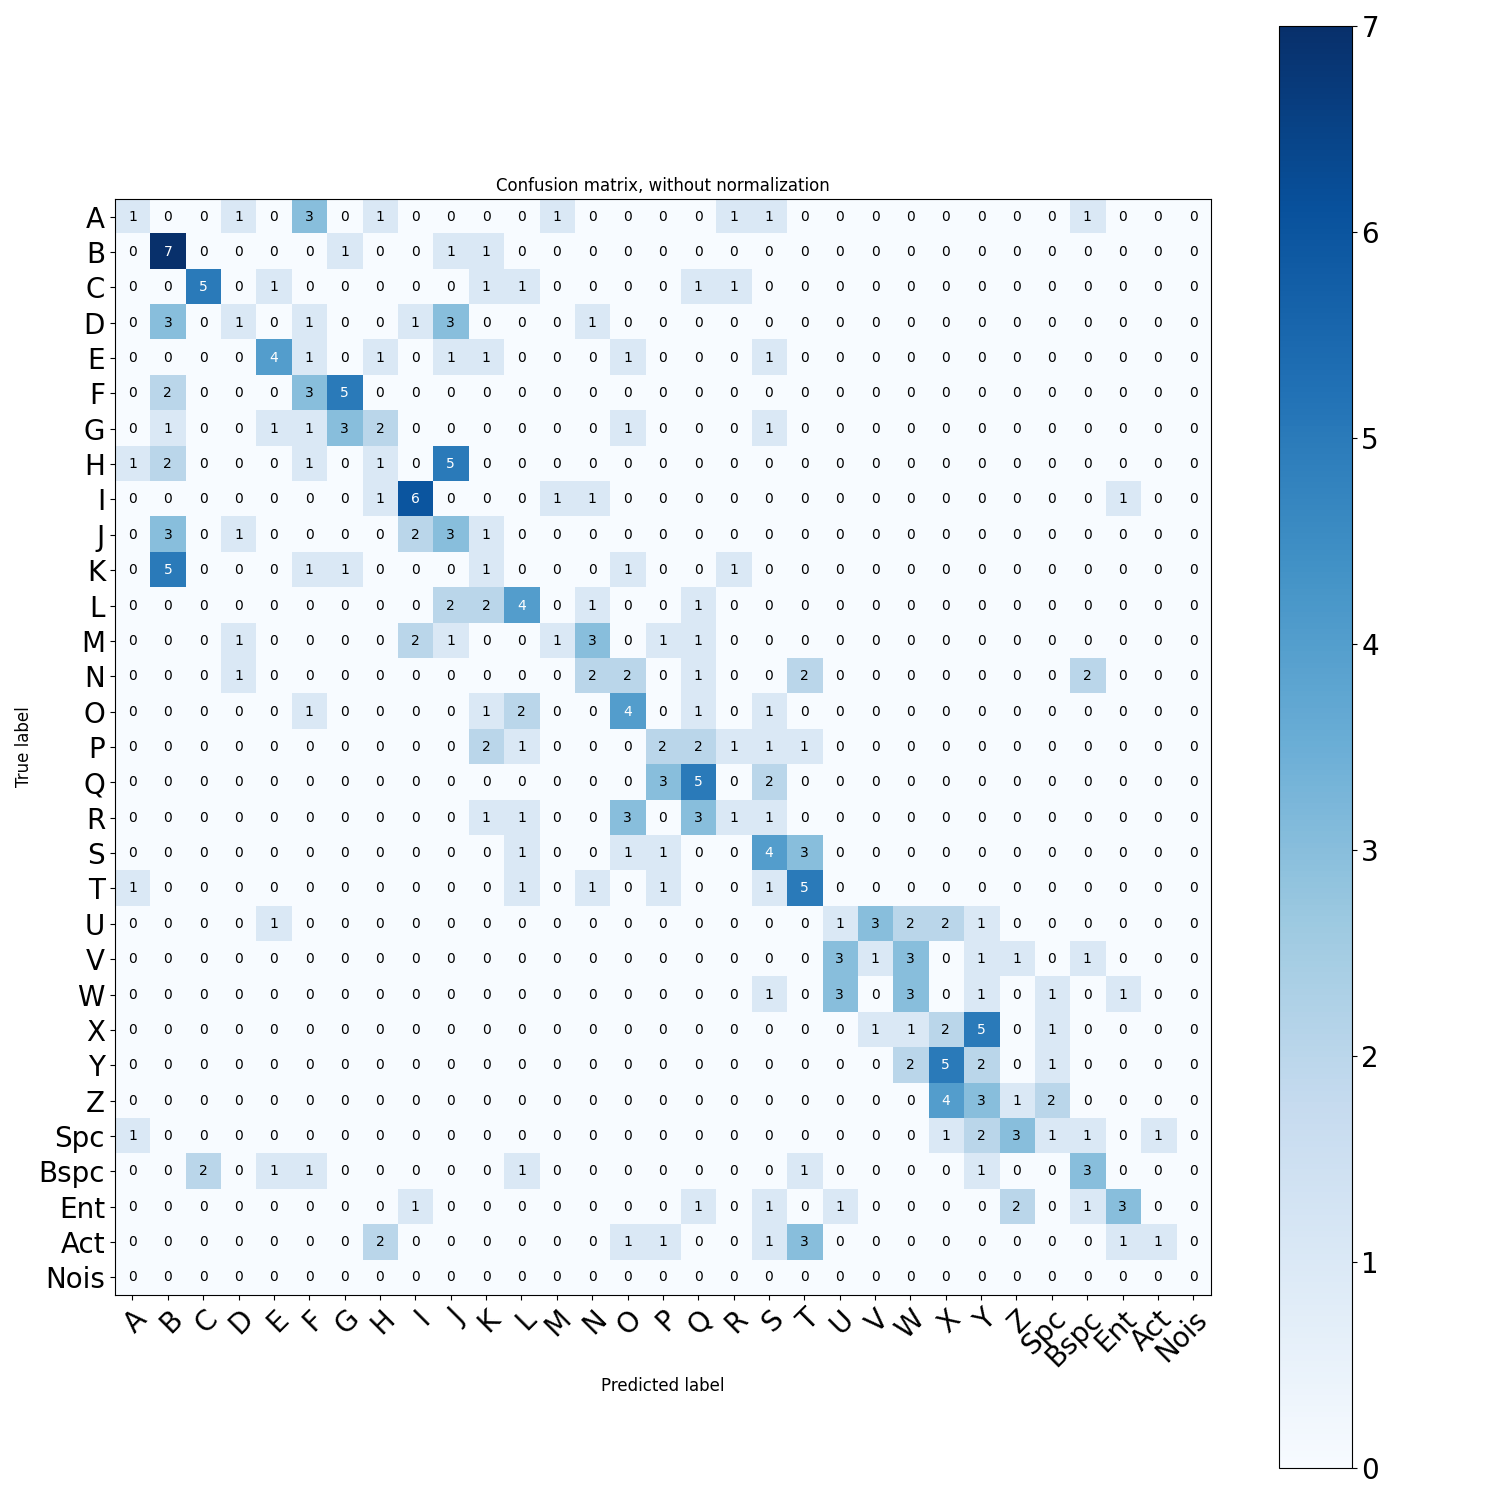 Confusion matrix, without normalization
A 1 0 0 1 0 3 0 1 0 0 0 0 1 0 0 0 0 1 1 0 0 0 0 0 0 0 0 1 0 0 0
B 0 7 0 0 0 0 1 0 0 1 1 0 0 0 0 0 0 0 0 0 0 0 0 0 0 0 0 0 0 0 0
C 0 0 5 0 1 0 0 0 0 0 1 1 0 0 0 0 1 1 0 0 0 0 0 0 0 0 0 0 0 0 0
D 0 3 0 1 0 1 0 0 1 3 0 0 0 1 0 0 0 0 0 0 0 0 0 0 0 0 0 0 0 0 0
E 0 0 0 0 4 1 0 1 0 1 1 0 0 0 1 0 0 0 1 0 0 0 0 0 0 0 0 0 0 0 0
F 0 2 0 0 0 3 5 0 0 0 0 0 0 0 0 0 0 0 0 0 0 0 0 0 0 0 0 0 0 0 0
G 0 1 0 0 1 1 3 2 0 0 0 0 0 0 1 0 0 0 1 0 0 0 0 0 0 0 0 0 0 0 0
H 1 2 0 0 0 1 0 1 0 5 0 0 0 0 0 0 0 0 0 0 0 0 0 0 0 0 0 0 0 0 0
I 0 0 0 0 0 0 0 1 6 0 0 0 1 1 0 0 0 0 0 0 0 0 0 0 0 0 0 0 1 0 0
J 0 3 0 1 0 0 0 0 2 3 1 0 0 0 0 0 0 0 0 0 0 0 0 0 0 0 0 0 0 0 0
K 0 5 0 0 0 1 1 0 0 0 1 0 0 0 1 0 0 1 0 0 0 0 0 0 0 0 0 0 0 0 0
L 0 0 0 0 0 0 0 0 0 2 2 4 0 1 0 0 1 0 0 0 0 0 0 0 0 0 0 0 0 0 0
M 0 0 0 1 0 0 0 0 2 1 0 0 1 3 0 1 1 0 0 0 0 0 0 0 0 0 0 0 0 0 0
N 0 0 0 1 0 0 0 0 0 0 0 0 0 2 2 0 1 0 0 2 0 0 0 0 0 0 0 2 0 0 0
O 0 0 0 0 0 1 0 0 0 0 1 2 0 0 4 0 1 0 1 0 0 0 0 0 0 0 0 0 0 0 0
P 0 0 0 0 0 0 0 0 0 0 2 1 0 0 0 2 2 1 1 1 0 0 0 0 0 0 0 0 0 0 0
Q 0 0 0 0 0 0 0 0 0 0 0 0 0 0 0 3 5 0 2 0 0 0 0 0 0 0 0 0 0 0 0
R 0 0 0 0 0 0 0 0 0 0 1 1 0 0 3 0 3 1 1 0 0 0 0 0 0 0 0 0 0 0 0
S 0 0 0 0 0 0 0 0 0 0 0 1 0 0 1 1 0 0 4 3 0 0 0 0 0 0 0 0 0 0 0
T 1 0 0 0 0 0 0 0 0 0 0 1 0 1 0 1 0 0 1 5 0 0 0 0 0 0 0 0 0 0 0
U 0 0 0 0 1 0 0 0 0 0 0 0 0 0 0 0 0 0 0 0 1 3 2 2 1 0 0 0 0 0 0
V 0 0 0 0 0 0 0 0 0 0 0 0 0 0 0 0 0 0 0 0 3 1 3 0 1 1 0 1 0 0 0
W 0 0 0 0 0 0 0 0 0 0 0 0 0 0 0 0 0 0 1 0 3 0 3 0 1 0 1 0 1 0 0
X 0 0 0 0 0 0 0 0 0 0 0 0 0 0 0 0 0 0 0 0 0 1 1 2 5 0 1 0 0 0 0
Y 0 0 0 0 0 0 0 0 0 0 0 0 0 0 0 0 0 0 0 0 0 0 2 5 2 0 1 0 0 0 0
Z 0 0 0 0 0 0 0 0 0 0 0 0 0 0 0 0 0 0 0 0 0 0 0 4 3 1 2 0 0 0 0
Spc 1 0 0 0 0 0 0 0 0 0 0 0 0 0 0 0 0 0 0 0 0 0 0 1 2 3 1 1 0 1 0
Bspc 0 0 2 0 1 1 0 0 0 0 0 1 0 0 0 0 0 0 0 1 0 0 0 0 1 0 0 3 0 0 0
Ent 0 0 0 0 0 0 0 0 1 0 0 0 0 0 0 0 1 0 1 0 1 0 0 0 0 2 0 1 3 0 0
Act 0 0 0 0 0 0 0 2 0 0 0 0 0 0 1 1 0 0 1 3 0 0 0 0 0 0 0 0 1 1 0
Nois 0 0 0 0 0 0 0 0 0 0 0 0 0 0 0 0 0 0 0 0 0 0 0 0 0 0 0 0 0 0 0
A B C D E F G H I J K L M N O P Q R S T U V W X Y Z Spc Bspc Ent Act Nois
True label
Predicted label
7
6
5
4
3
2
1
0